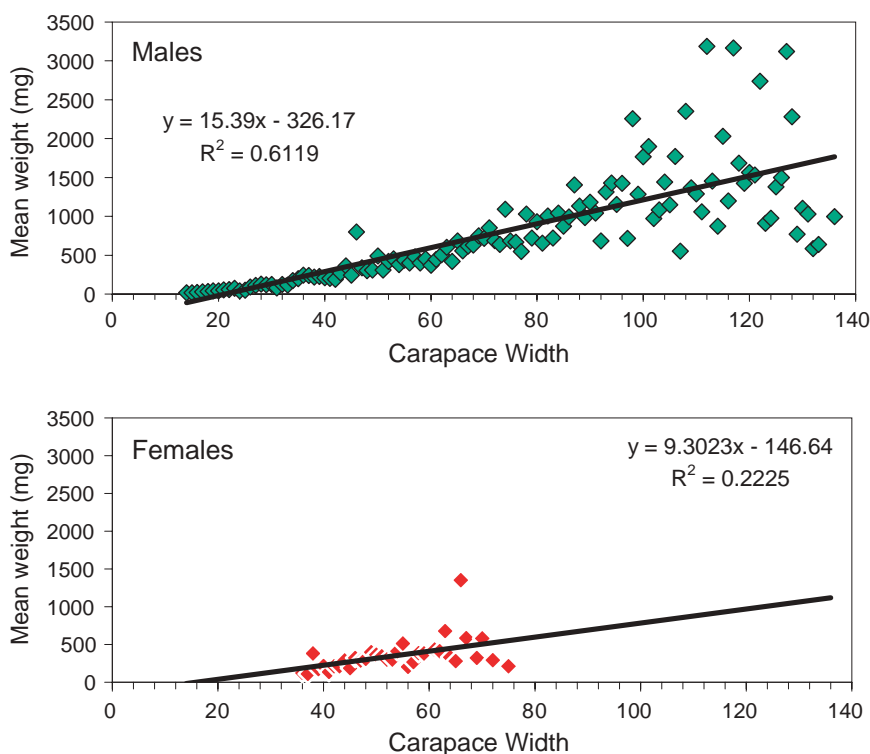 3500
3000
2500
2000
1500
1000
500
0
Mean weight (mg)
Males
y = 15.39x - 326.17
R² = 0.6119
0 20 40 60 80 100 120 140
Carapace Width
3500
3000
2500
2000
1500
1000
500
0
Mean weight (mg)
Females
y = 9.3023x - 146.64
R² = 0.2225
0 20 40 60 80 100 120 140
Carapace Width